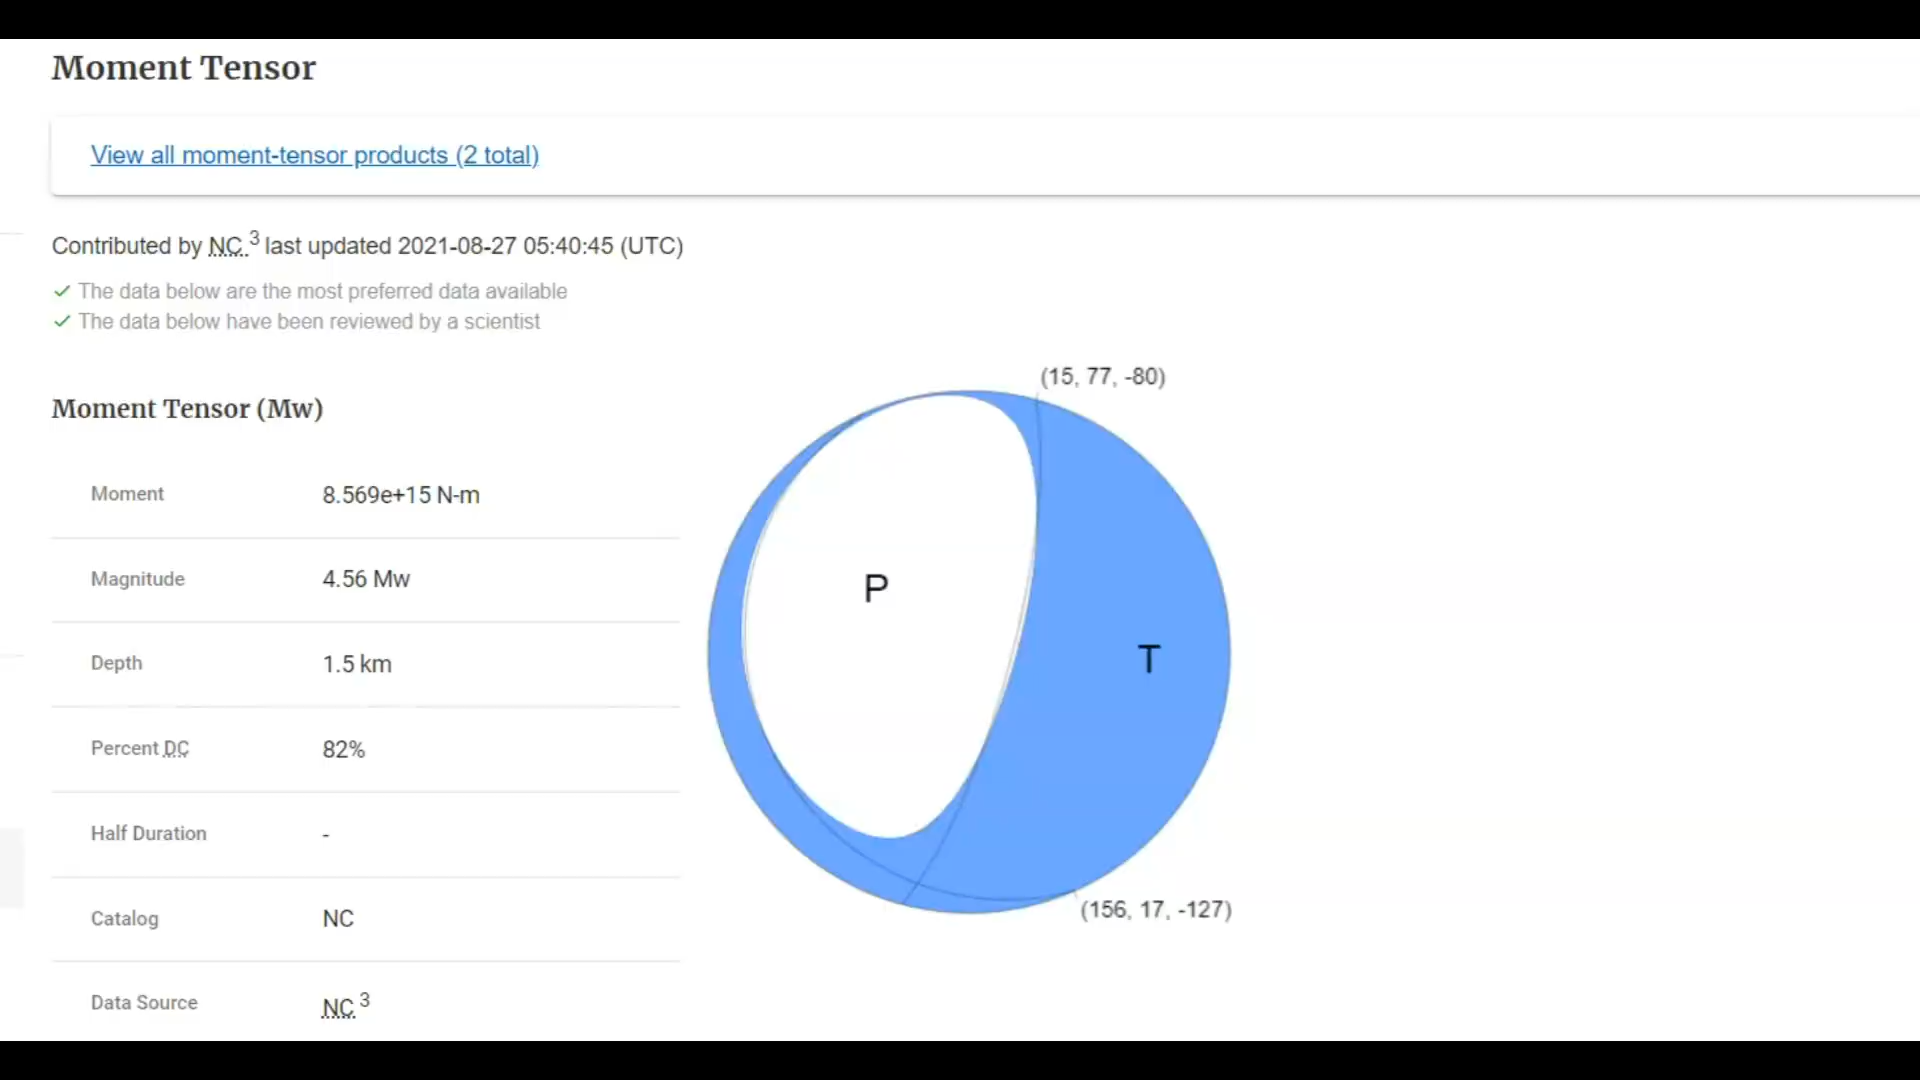 Moment Tensor
View all moment-tensor products (2 total)
Contributed by NC 3 last updated 2021-08-27 05:40:45 (UTC)
✓ The data below are the most preferred data available
✓ The data below have been reviewed by a scientist
Moment Tensor (Mw)
Moment 8.569e+15 N-m
Magnitude 4.56 Mw
Depth 1.5 km
Percent DC 82%
Half Duration -
Catalog NC
Data Source NC 3
(15, 77, -80)
P
T
(156, 17, -127)